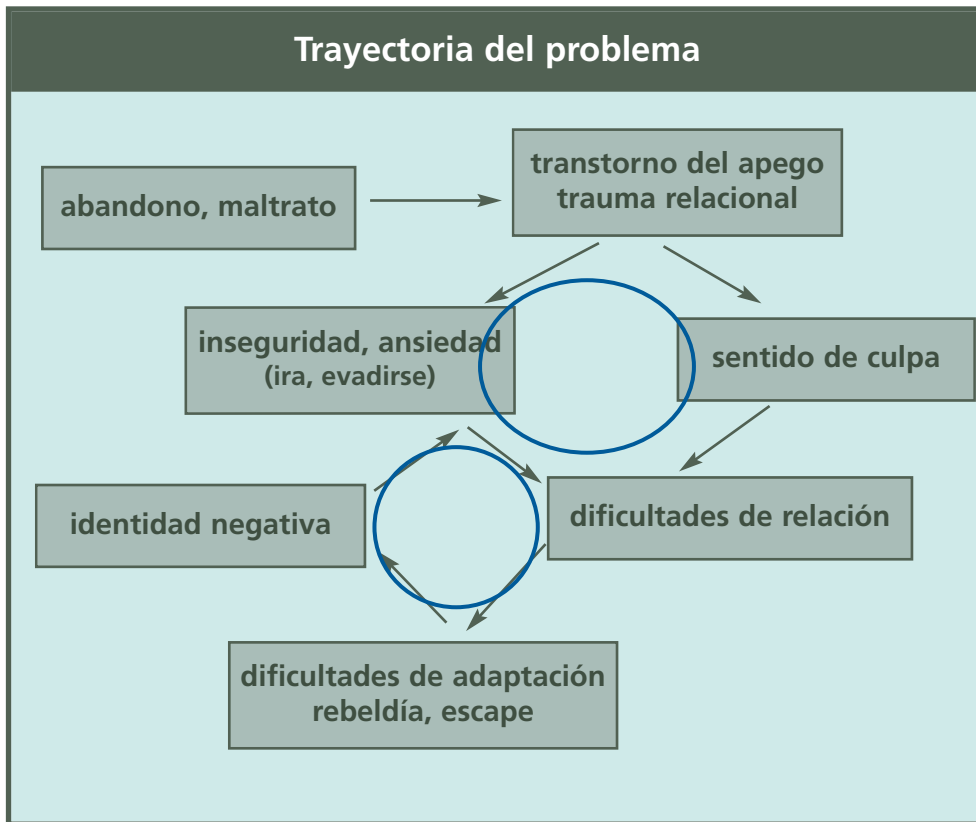 Trayectoria del problema
abandono, maltrato
transtorno del apego
trauma relacional
inseguridad, ansiedad
(ira, evadirse)
sentido de culpa
identidad negativa
dificultades de relación
dificultades de adaptación
rebeldía, escape